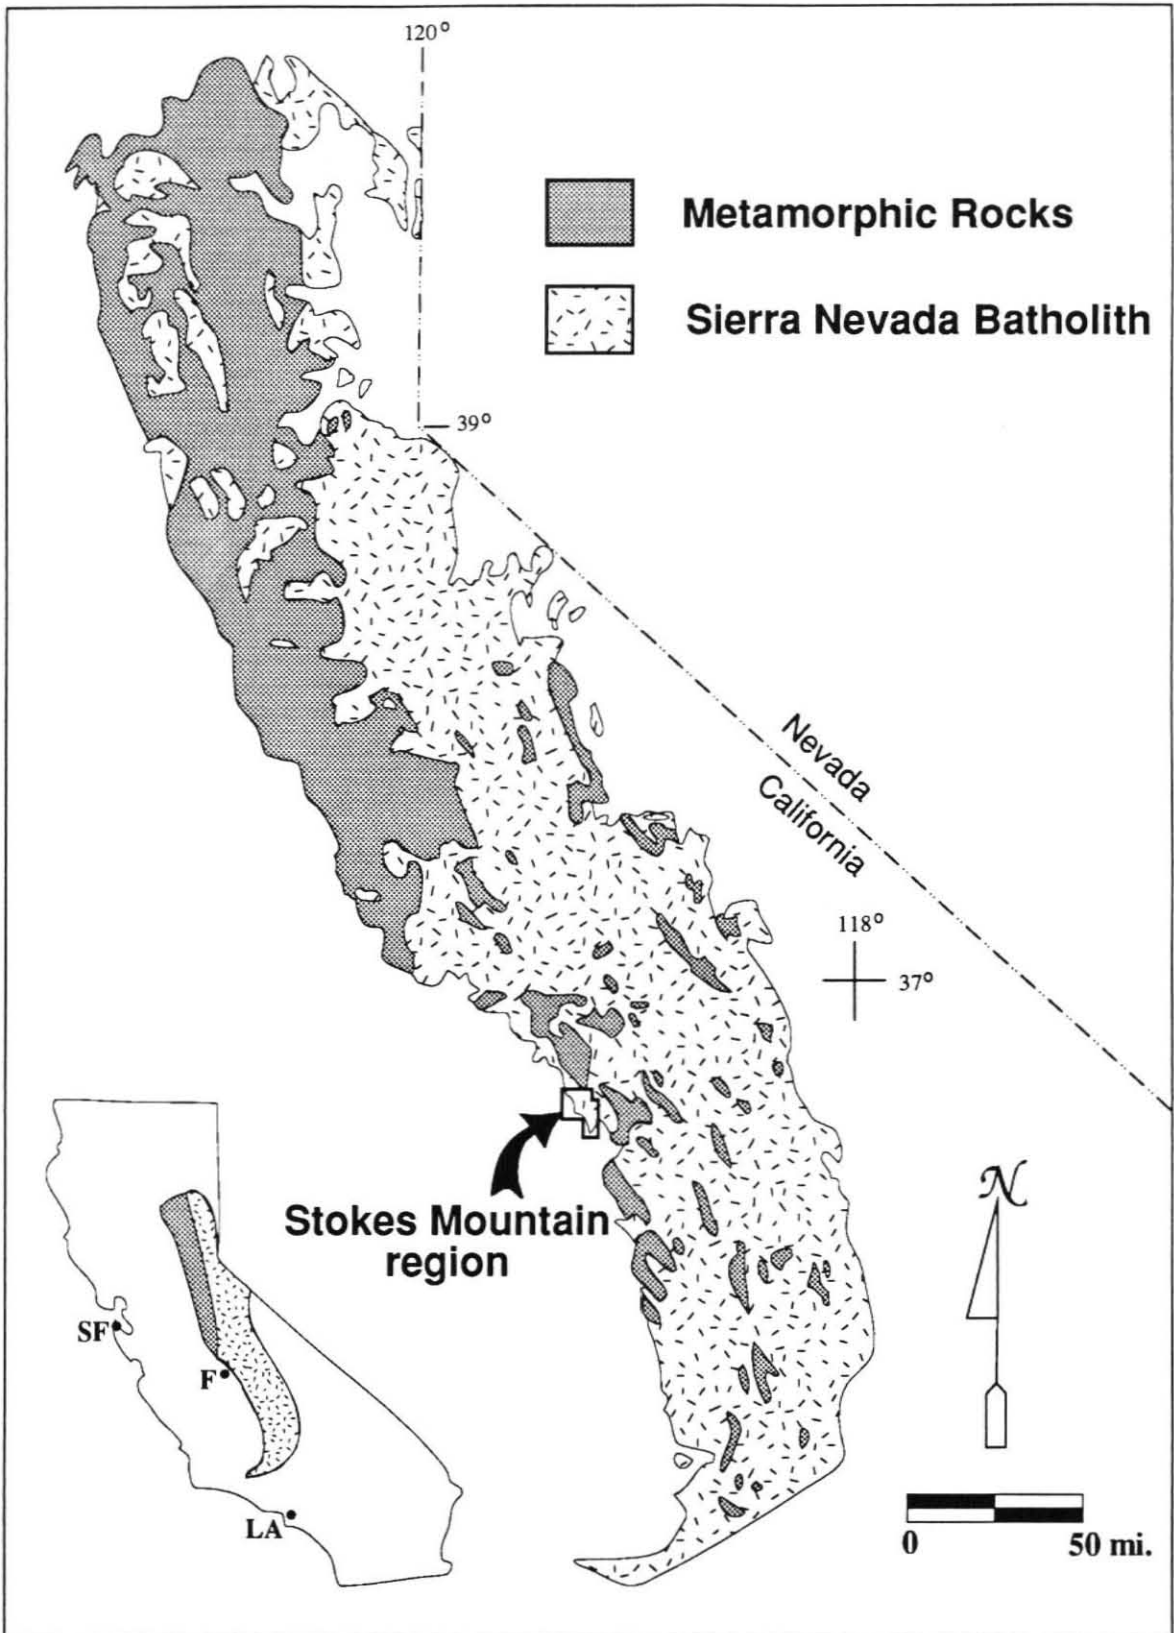 120°
Metamorphic Rocks
Sierra Nevada Batholith
39°
Nevada
California
118°
37°
Stokes Mountain
region
N
SF
F
LA
0 50 mi.